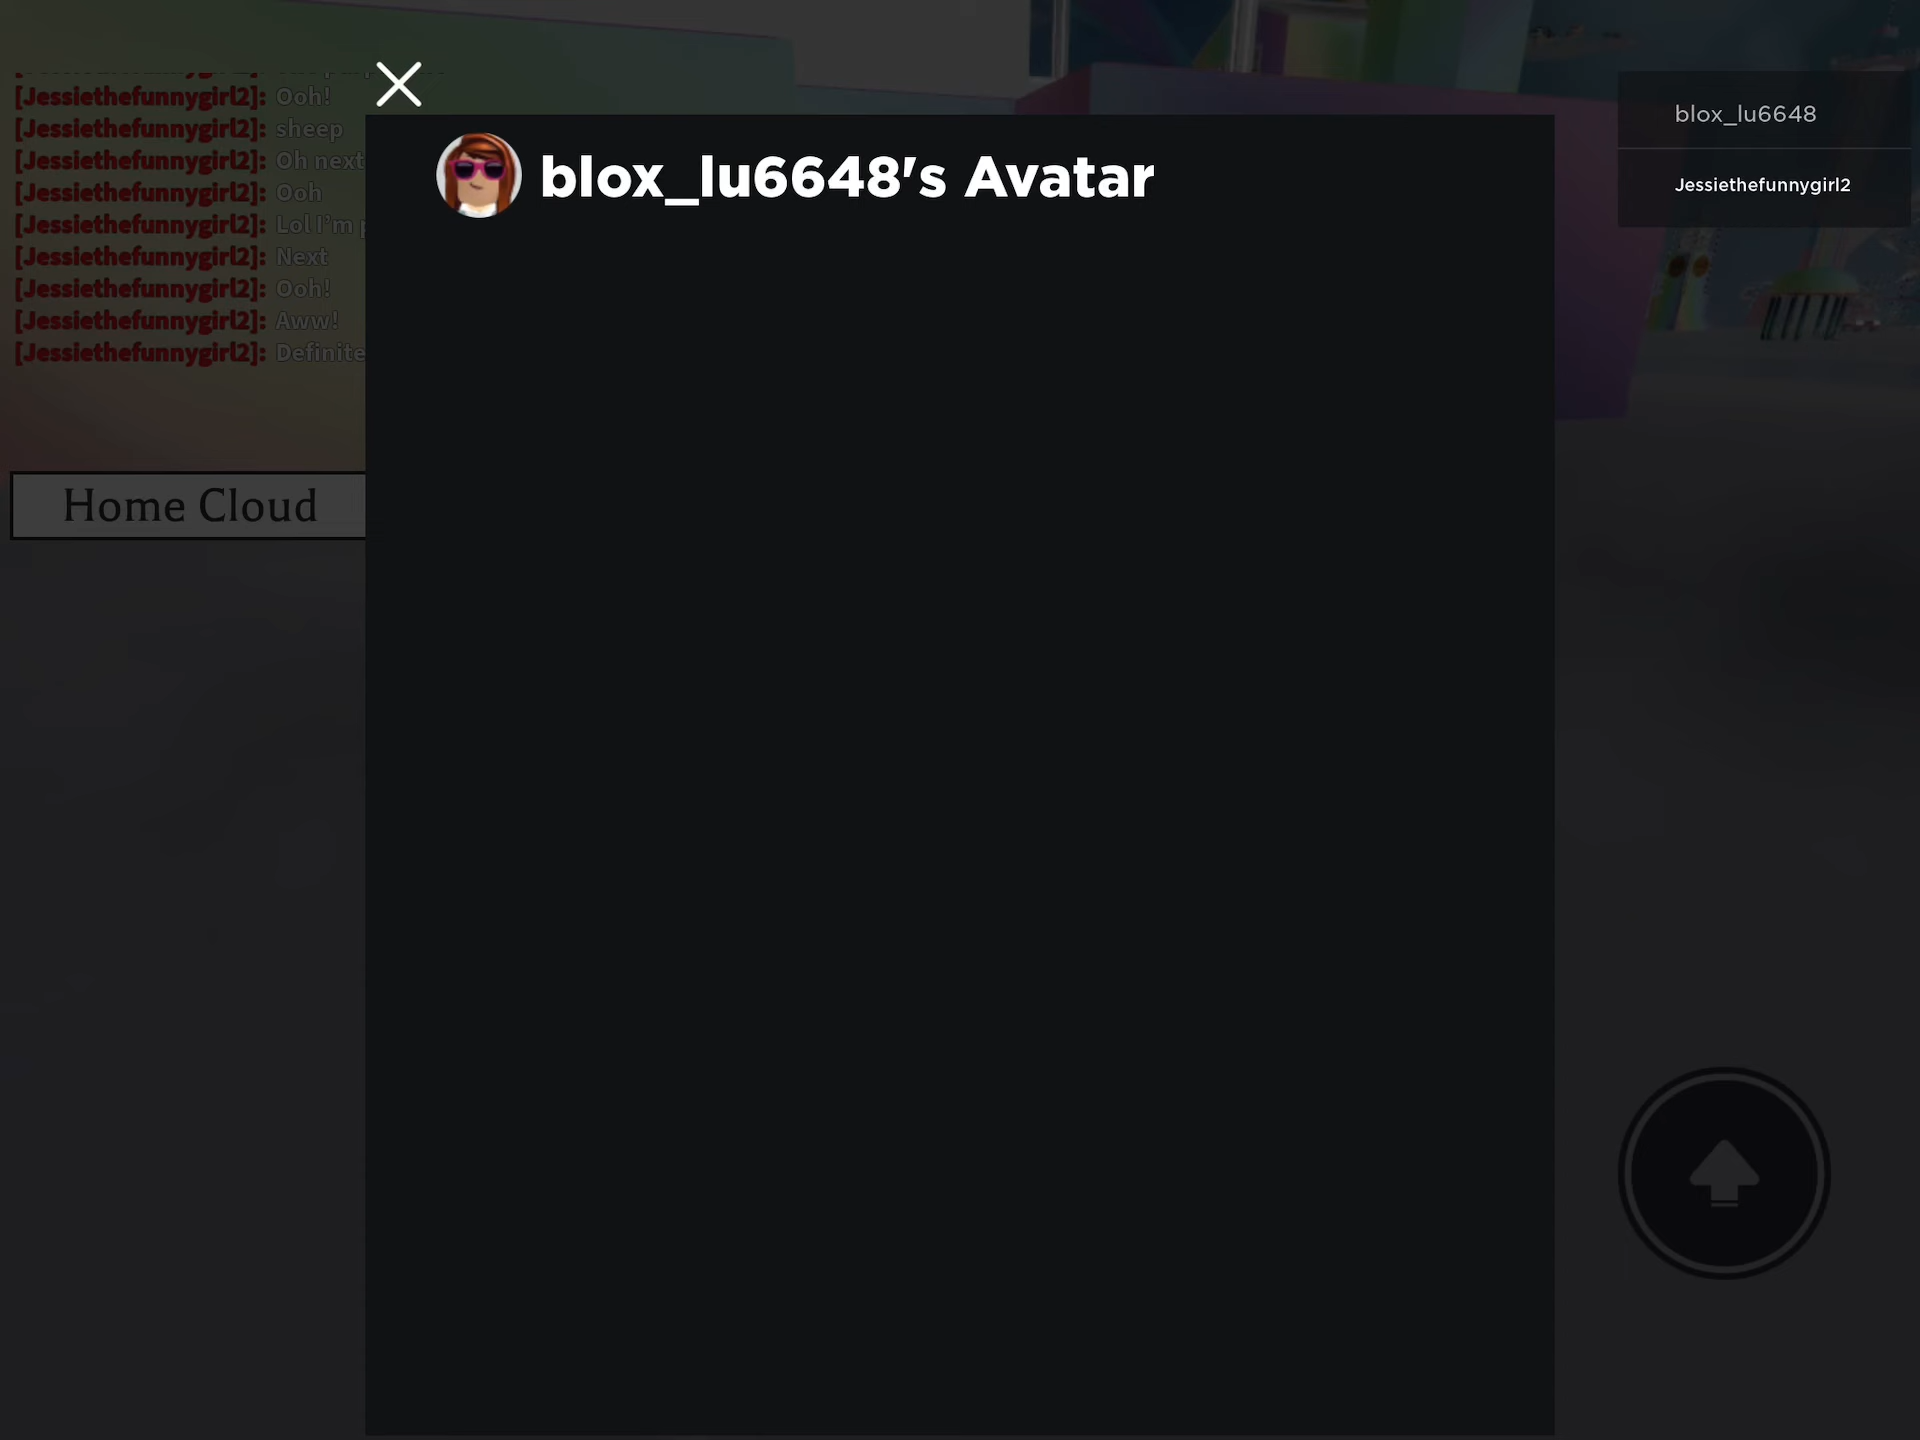 [Jessiethefunnygirl2]: Ooh!
[Jessiethefunnygirl2]: sheep
[Jessiethefunnygirl2]: Oh next
[Jessiethefunnygirl2]: Ooh
[Jessiethefunnygirl2]: Lol I'm
[Jessiethefunnygirl2]: Next
[Jessiethefunnygirl2]: Ooh!
[Jessiethefunnygirl2]: Aww!
[Jessiethefunnygirl2]: Definite
Home Cloud
blox_lu6648's Avatar
blox_lu6648
Jessiethefunnygirl2